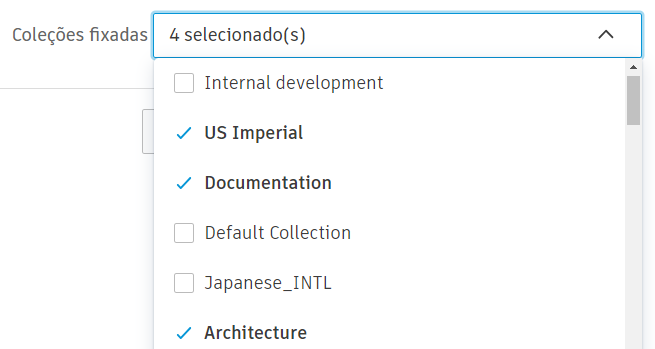 Coleções fixadas
4 selecionado(s)
Internal development
US Imperial
Documentation
Default Collection
Japanese_INTL
Architecture